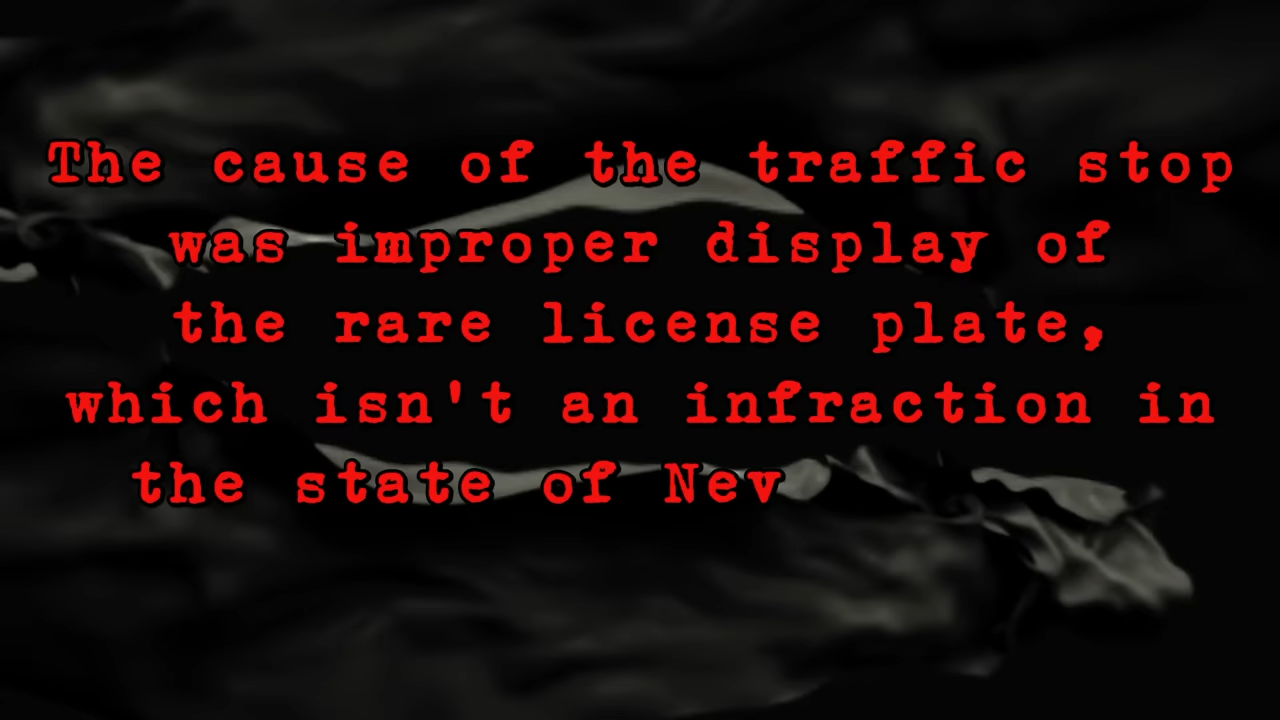 The cause of the traffic stop
was improper display of
the rare license plate,
which isn't an infraction in
the state of Nev